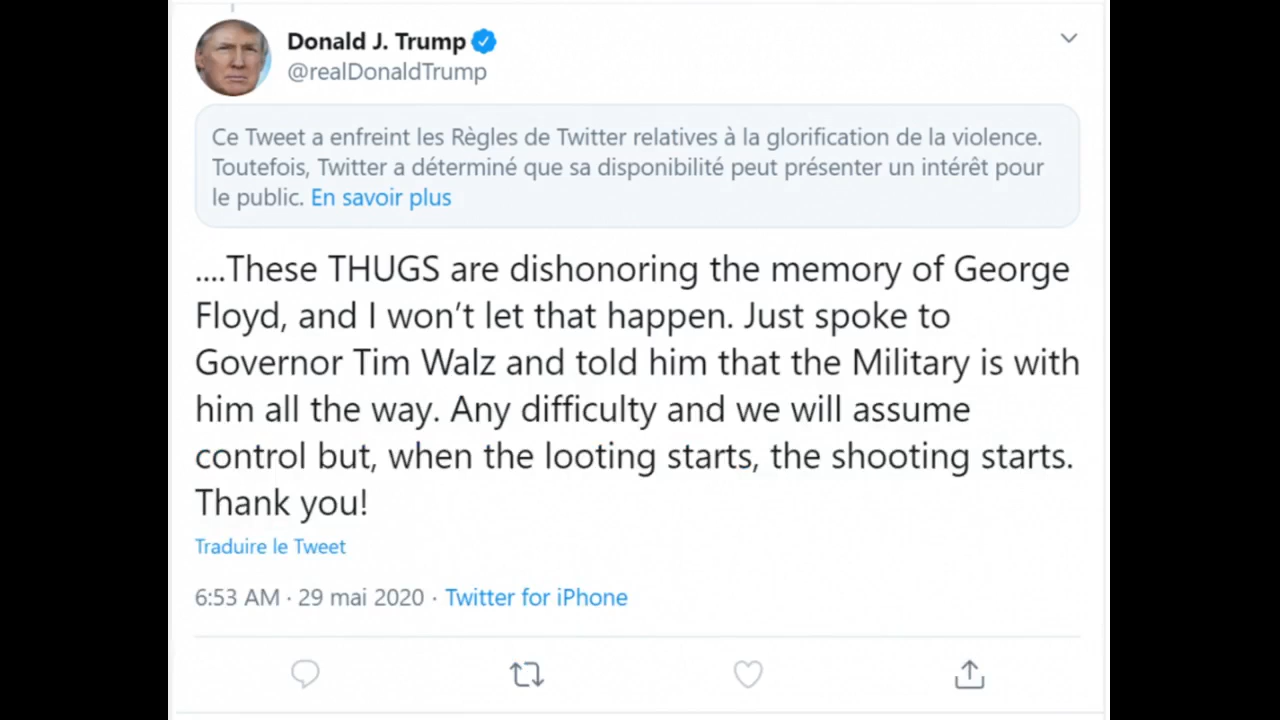 Donald J. Trump
@realDonaldTrump
Ce Tweet a enfreint les Règles de Twitter relatives à la glorification de la violence.
Toutefois, Twitter a déterminé que sa disponibilité peut présenter un intérêt pour
le public. En savoir plus
....These THUGS are dishonoring the memory of George
Floyd, and I won’t let that happen. Just spoke to
Governor Tim Walz and told him that the Military is with
him all the way. Any difficulty and we will assume
control but, when the looting starts, the shooting starts.
Thank you!
Traduire le Tweet
6:53 AM · 29 mai 2020 · Twitter for iPhone